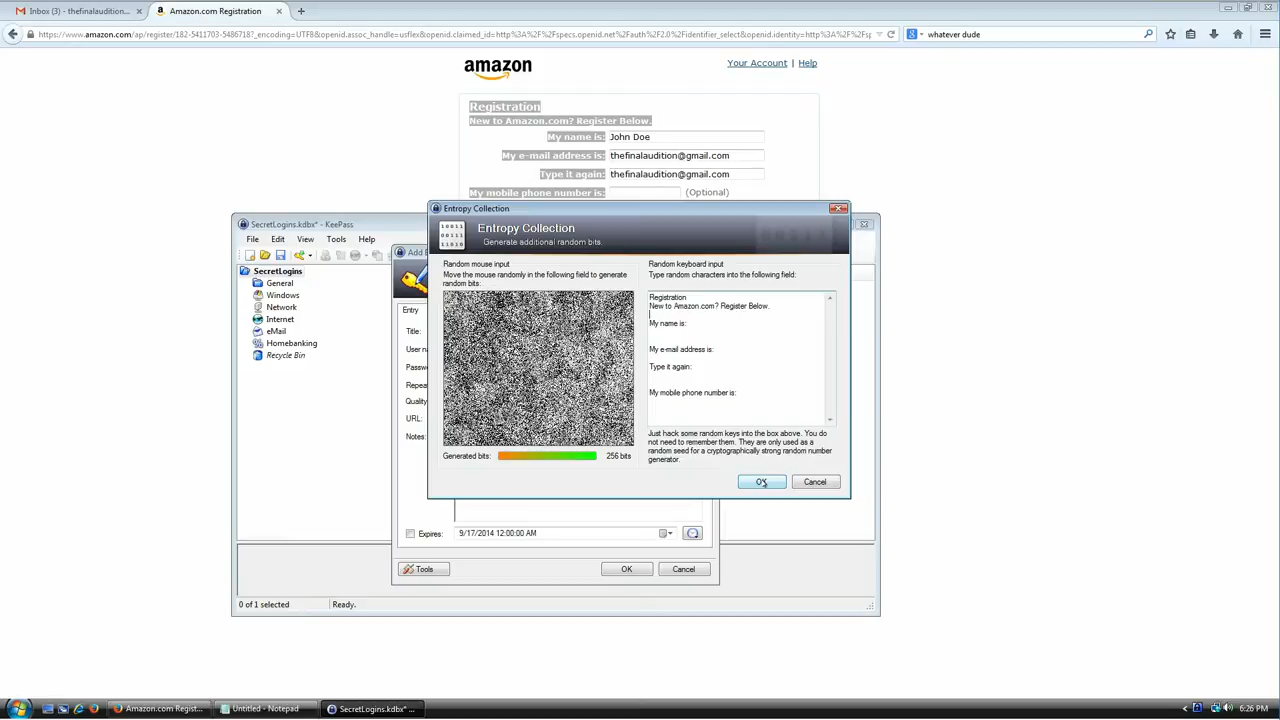 Inbox (3) - thefinalaudition...
Amazon.com Registration
https://www.amazon.com/ap/register/182-5411703-5486718?_encoding=UTF8&openid.assoc_handle=usflex&openid.claimed_id=http%3A%2F%2Fspecs.openid.net%2Fauth%2F2.0%2Fidentifier_select&openid.identity=http%3A%2F%2Fsp
whatever dude
amazon
Your Account | Help
Registration
New to Amazon.com? Register Below.
My name is: John Doe
My e-mail address is: thefinalaudition@gmail.com
Type it again: thefinalaudition@gmail.com
My mobile phone number is: (Optional)
SecretLogins.kdbx* - KeePass
File Edit View Tools Help
SecretLogins
General
Windows
Network
Internet
eMail
Homebanking
Recycle Bin
Add E
Entry
Title:
User na
Passwo
Repeat
Quality
URL:
Notes:
Entropy Collection
10011
00111
11010
Entropy Collection
Generate additional random bits.
Random mouse input
Move the mouse randomly in the following field to generate
random bits:
Generated bits: 256 bits
Random keyboard input
Type random characters into the following field:
Registration
New to Amazon.com? Register Below.
My name is:
My e-mail address is:
Type it again:
My mobile phone number is:
Just hack some random keys into the box above. You do
not need to remember them. They are only used as a
random seed for a cryptographically strong random number
generator.
OK Cancel
Expires: 9/17/2014 12:00:00 AM
Tools OK Cancel
0 of 1 selected Ready.
Amazon.com Regist...
Untitled - Notepad
SecretLogins.kdbx* ...
6:26 PM